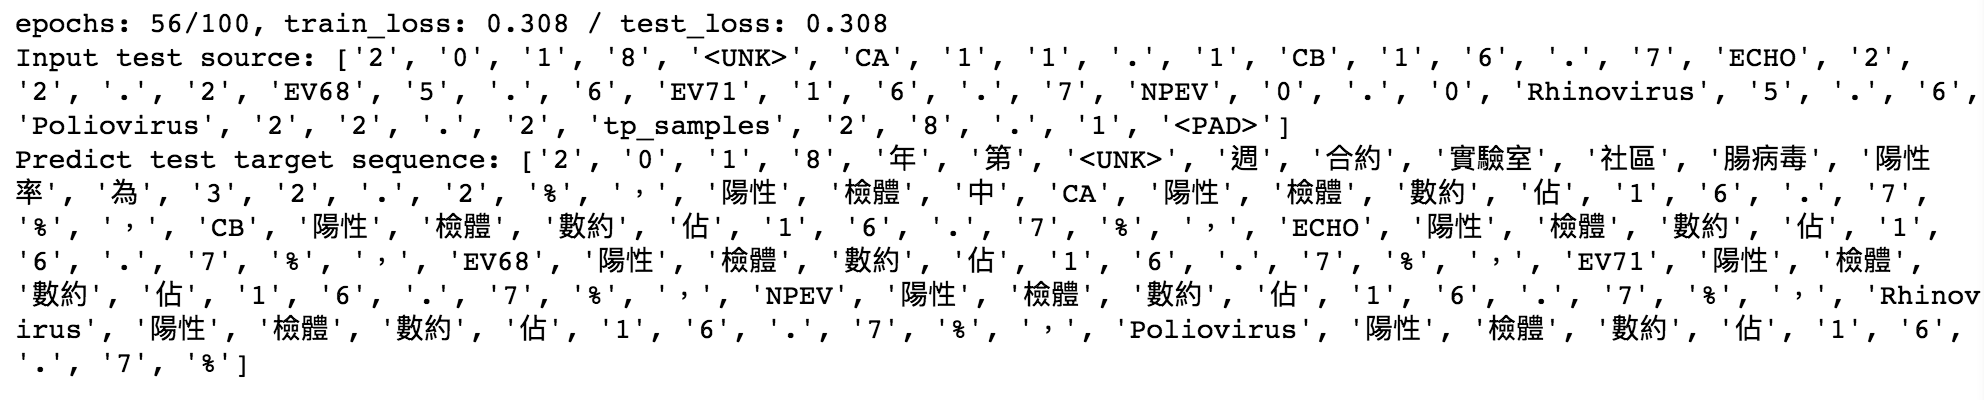 epochs: 56/100, train_loss: 0.308 / test_loss: 0.308
Input test source: ['2', '0', '1', '8', '<UNK>', 'CA', '1', '1', '.', '1', 'CB', '1', '6', '.', '7', 'ECHO', '2',
'2', '.', '2', 'EV68', '5', '.', '6', 'EV71', '1', '6', '.', '7', 'NPEV', '0', '.', '0', 'Rhinovirus', '5', '.', '6',
'Poliovirus', '2', '2', '.', '2', 'tp_samples', '2', '8', '.', '1', '<PAD>']
Predict test target sequence: ['2', '0', '1', '8', '年', '第', '<UNK>', '週', '合約', '實驗室', '社區', '腸病毒', '陽性
率', '為', '3', '2', '.', '2', '%', '，', '陽性', '檢體', '中', 'CA', '陽性', '檢體', '數約', '佔', '1', '6', '.', '7',
'%', '，', 'CB', '陽性', '檢體', '數約', '佔', '1', '6', '.', '7', '%', '，', 'ECHO', '陽性', '檢體', '數約', '佔', '1',
'6', '.', '7', '%', '，', 'EV68', '陽性', '檢體', '數約', '佔', '1', '6', '.', '7', '%', '，', 'EV71', '陽性', '檢體',
'數約', '佔', '1', '6', '.', '7', '%', '，', 'NPEV', '陽性', '檢體', '數約', '佔', '1', '6', '.', '7', '%', '，', 'Rhinov
irus', '陽性', '檢體', '數約', '佔', '1', '6', '.', '7', '%', '，', 'Poliovirus', '陽性', '檢體', '數約', '佔', '1', '6',
'.', '7', '%']